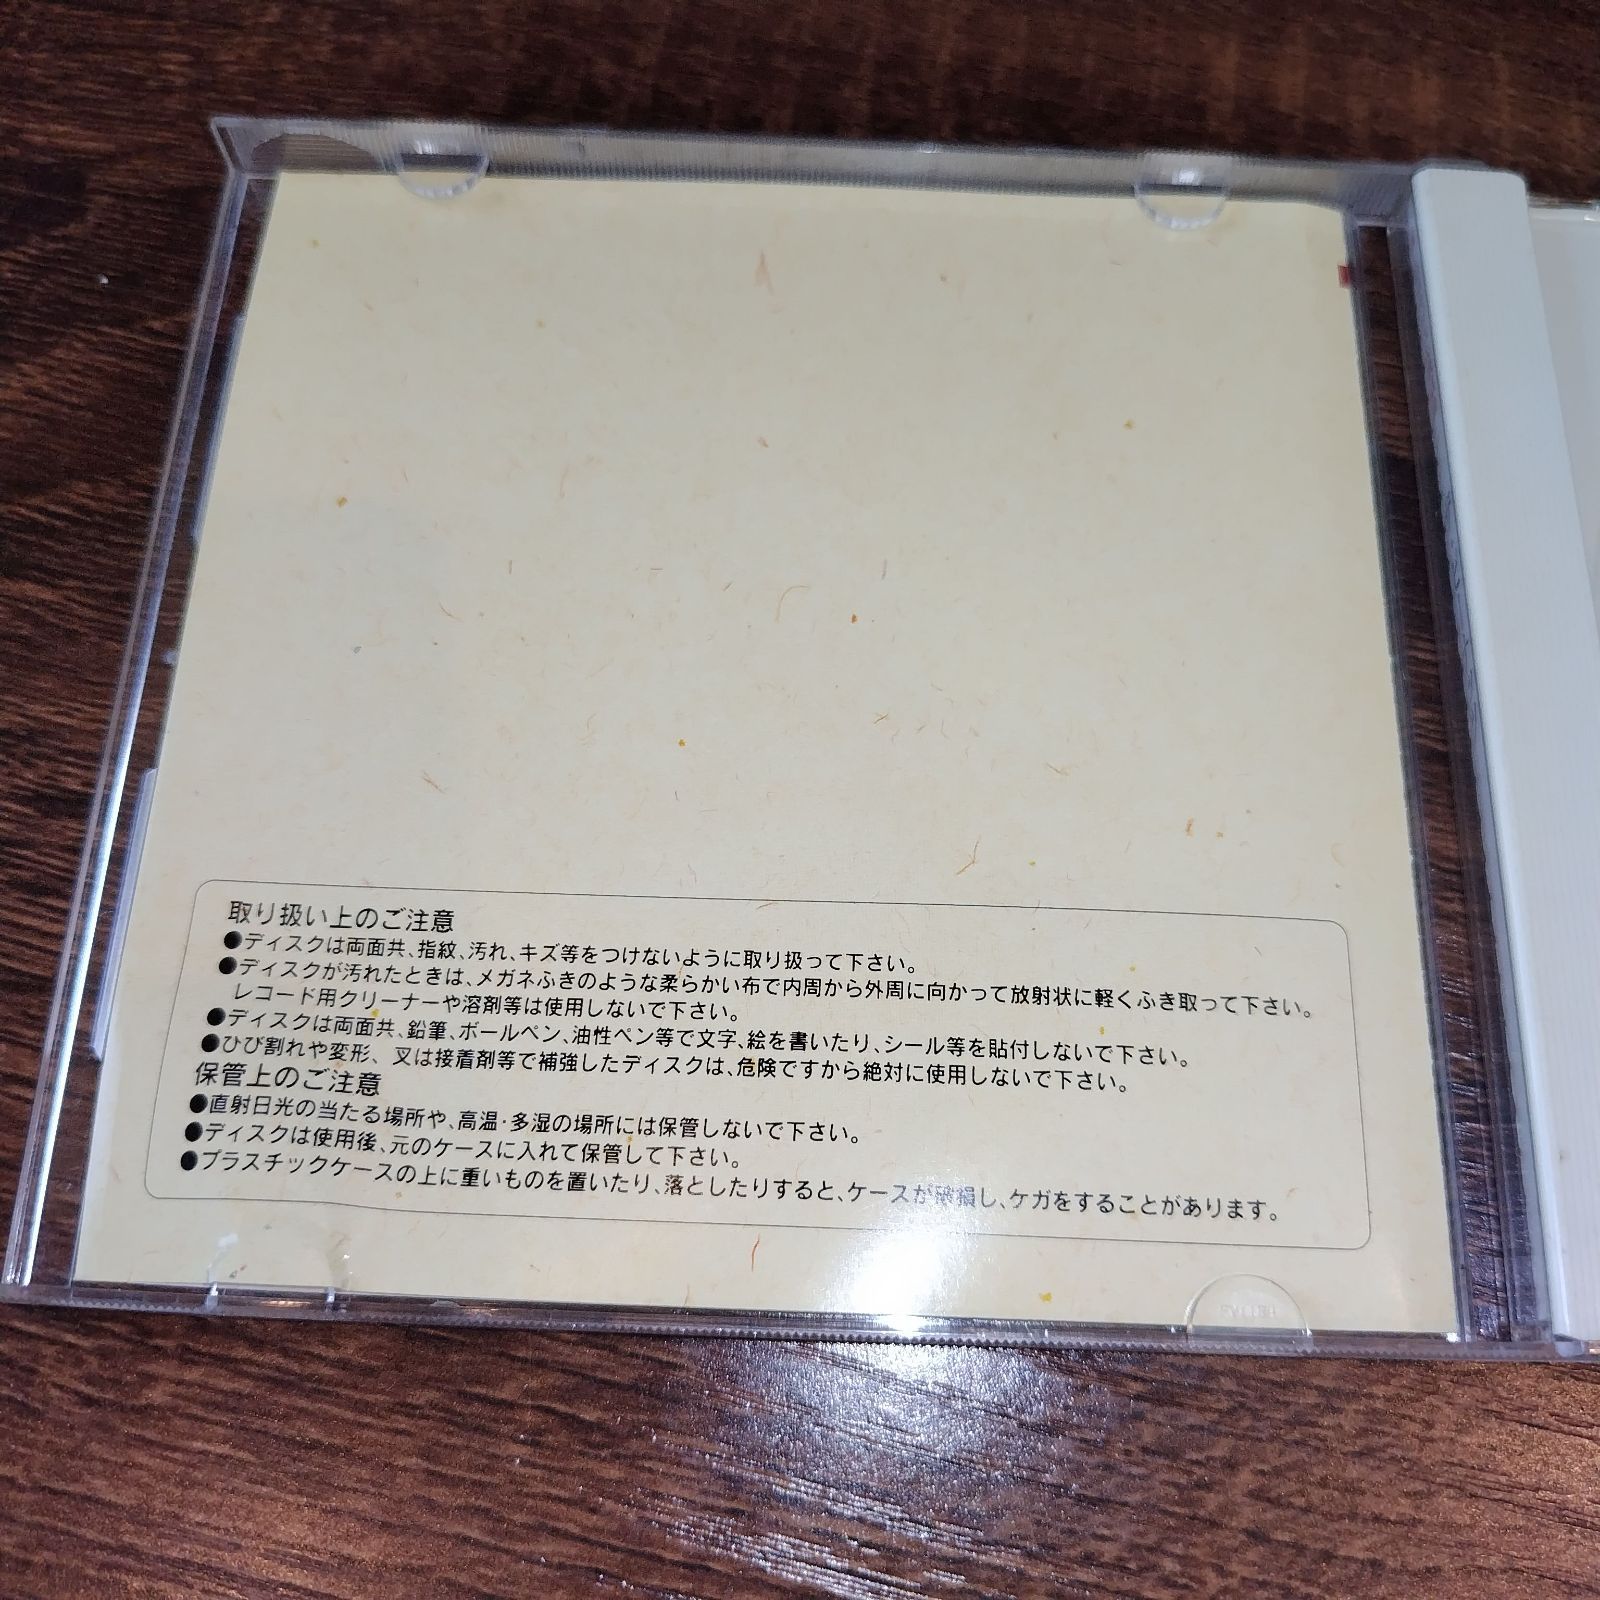 取り扱い上のご注意
●ディスクは両面共、指紋、汚れ、キズ等をつけないように取り扱って下さい。
●ディスクが汚れたときは、メガネふきのような柔らかい布で内周から外周に向かって放射状に軽くふき取って下さい。
レコード用クリーナーや溶剤等は使用しないで下さい。
●ディスクは両面共、鉛筆、ボールペン、油性ペン等で文字、絵を書いたり、シール等を貼付しないで下さい。
●ひび割れや変形、又は接着剤等で補強したディスクは、危険ですから絶対に使用しないで下さい。
保管上のご注意
●直射日光の当たる場所や、高温・多湿の場所には保管しないで下さい。
●ディスクは使用後、元のケースに入れて保管して下さい。
●プラスチックケースの上に重いものを置いたり、落としたりすると、ケースが破損し、ケガをすることがあります。